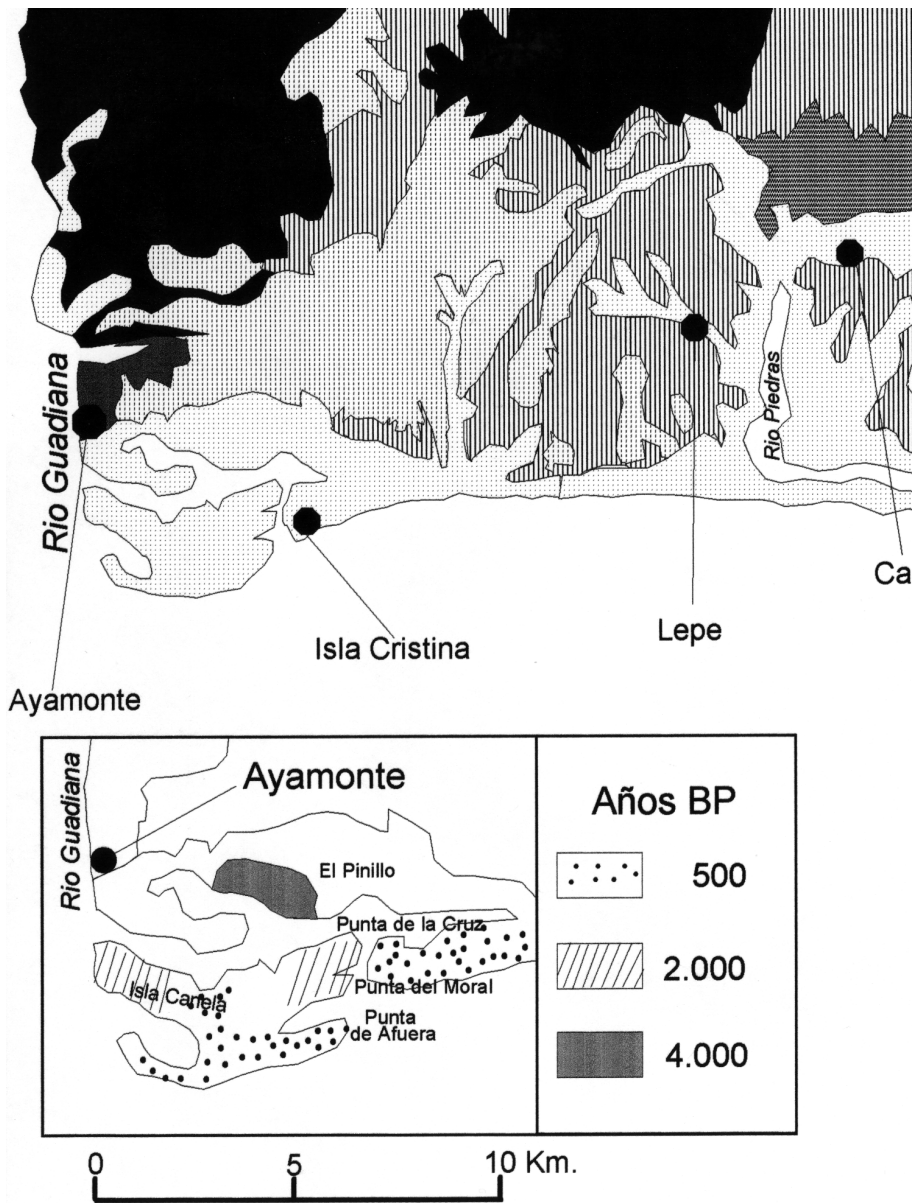 Rio Guadiana
Rio Piedras
Ca
Isla Cristina
Lepe
Ayamonte
Rio Guadiana
Ayamonte
El Pinillo
Punta de la Cruz
Isla Canela
Punta del Moral
Punta
de Afuera
Años BP
500
2.000
4.000
0 5 10 Km.